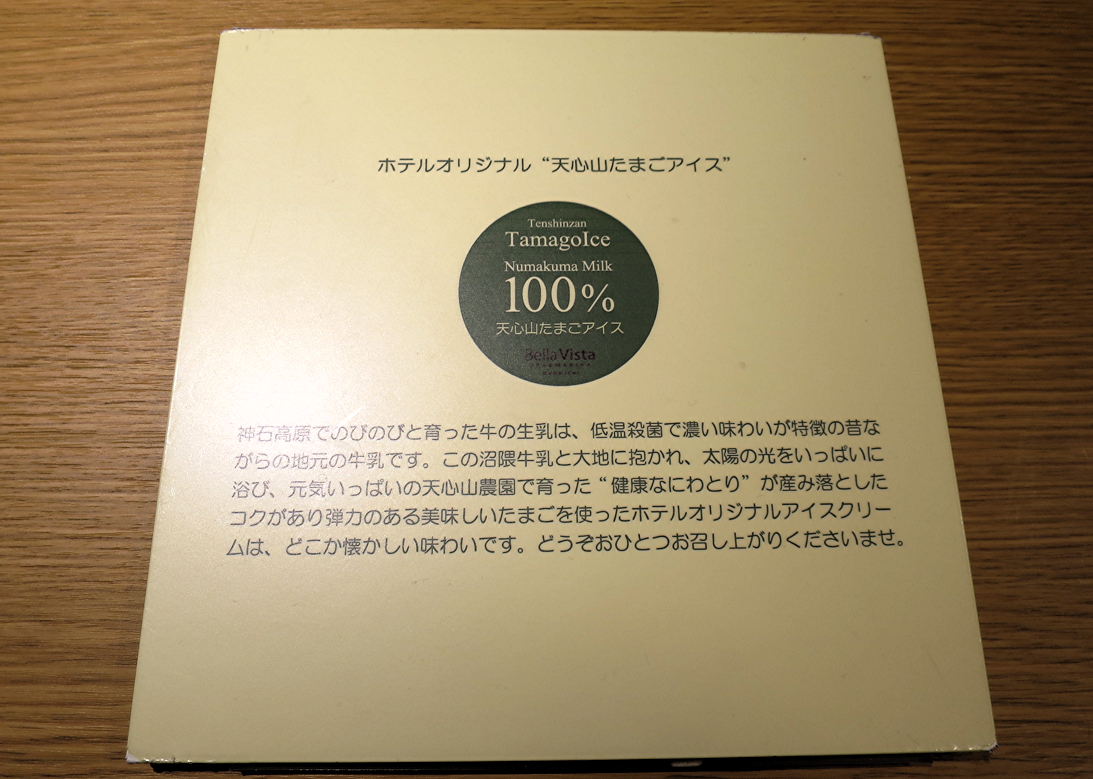 ホテルオリジナル“天心山たまごアイス”
Tenshinzan
TamagoIce
Numakuma Milk
100%
天心山たまごアイス
BellaVista
神石高原でのびのびと育った牛の生乳は、低温殺菌で濃い味わいが特徴の昔な
がらの地元の牛乳です。この沼隈牛乳と大地に抱かれ、太陽の光をいっぱいに
浴び、元気いっぱいの天心山農園で育った“健康なにわとり”が産み落とした
コクがあり弾力のある美味しいたまごを使ったホテルオリジナルアイスクリー
ムは、どこか懐かしい味わいです。どうぞおひとつお召し上がりくださいませ。